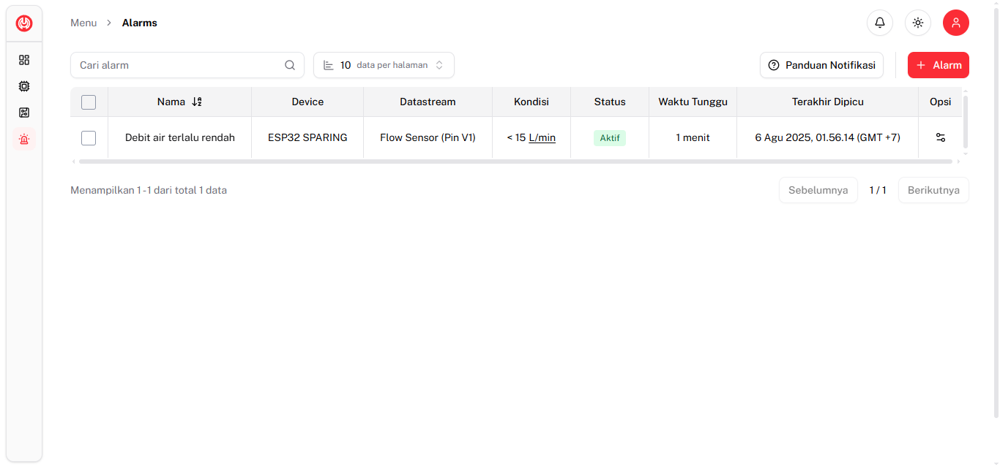 Menu > Alarms
Cari alarm
10 data per halaman
Panduan Notifikasi
+ Alarm
Nama Device Datastream Kondisi Status Waktu Tunggu Terakhir Dipicu Opsi
Debit air terlalu rendah ESP32 SPARING Flow Sensor (Pin V1) < 15 L/min Aktif 1 menit 6 Agu 2025, 01.56.14 (GMT +7)
Menampilkan 1 - 1 dari total 1 data
Sebelumnya 1 / 1 Berikutnya